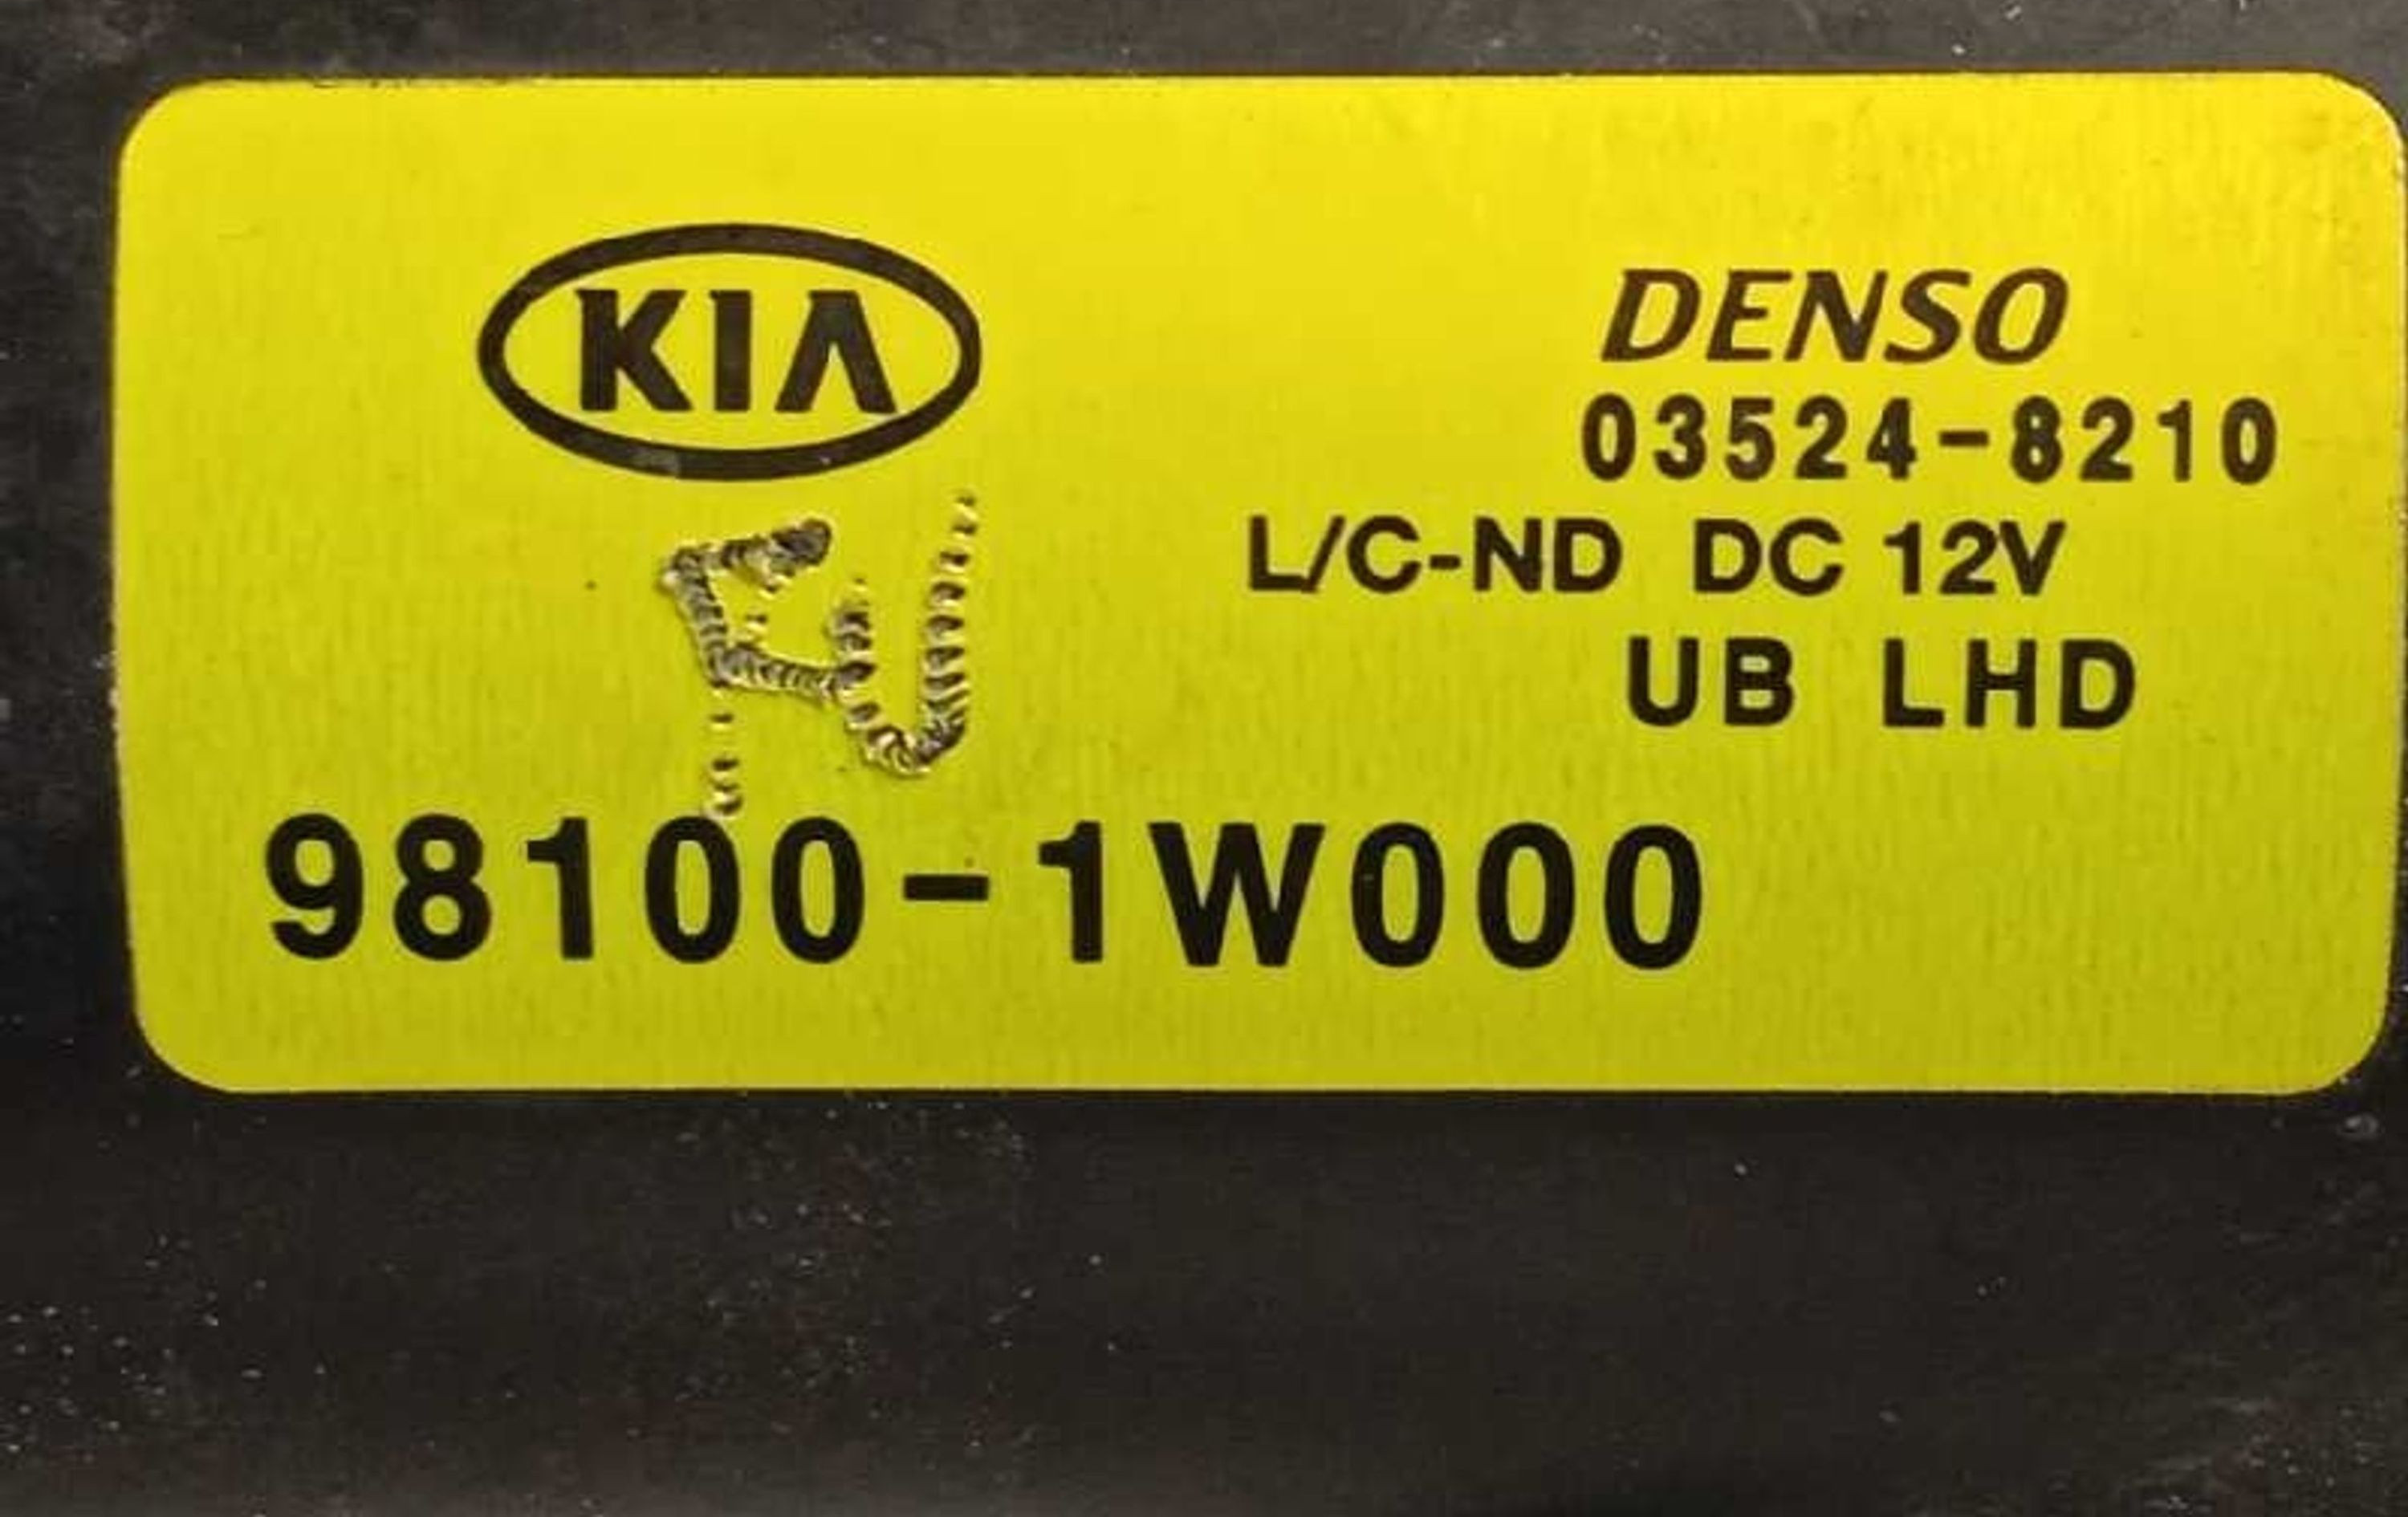 KIA
DENSO
03524-8210
L/C-ND DC 12V
UB LHD
98100-1W000